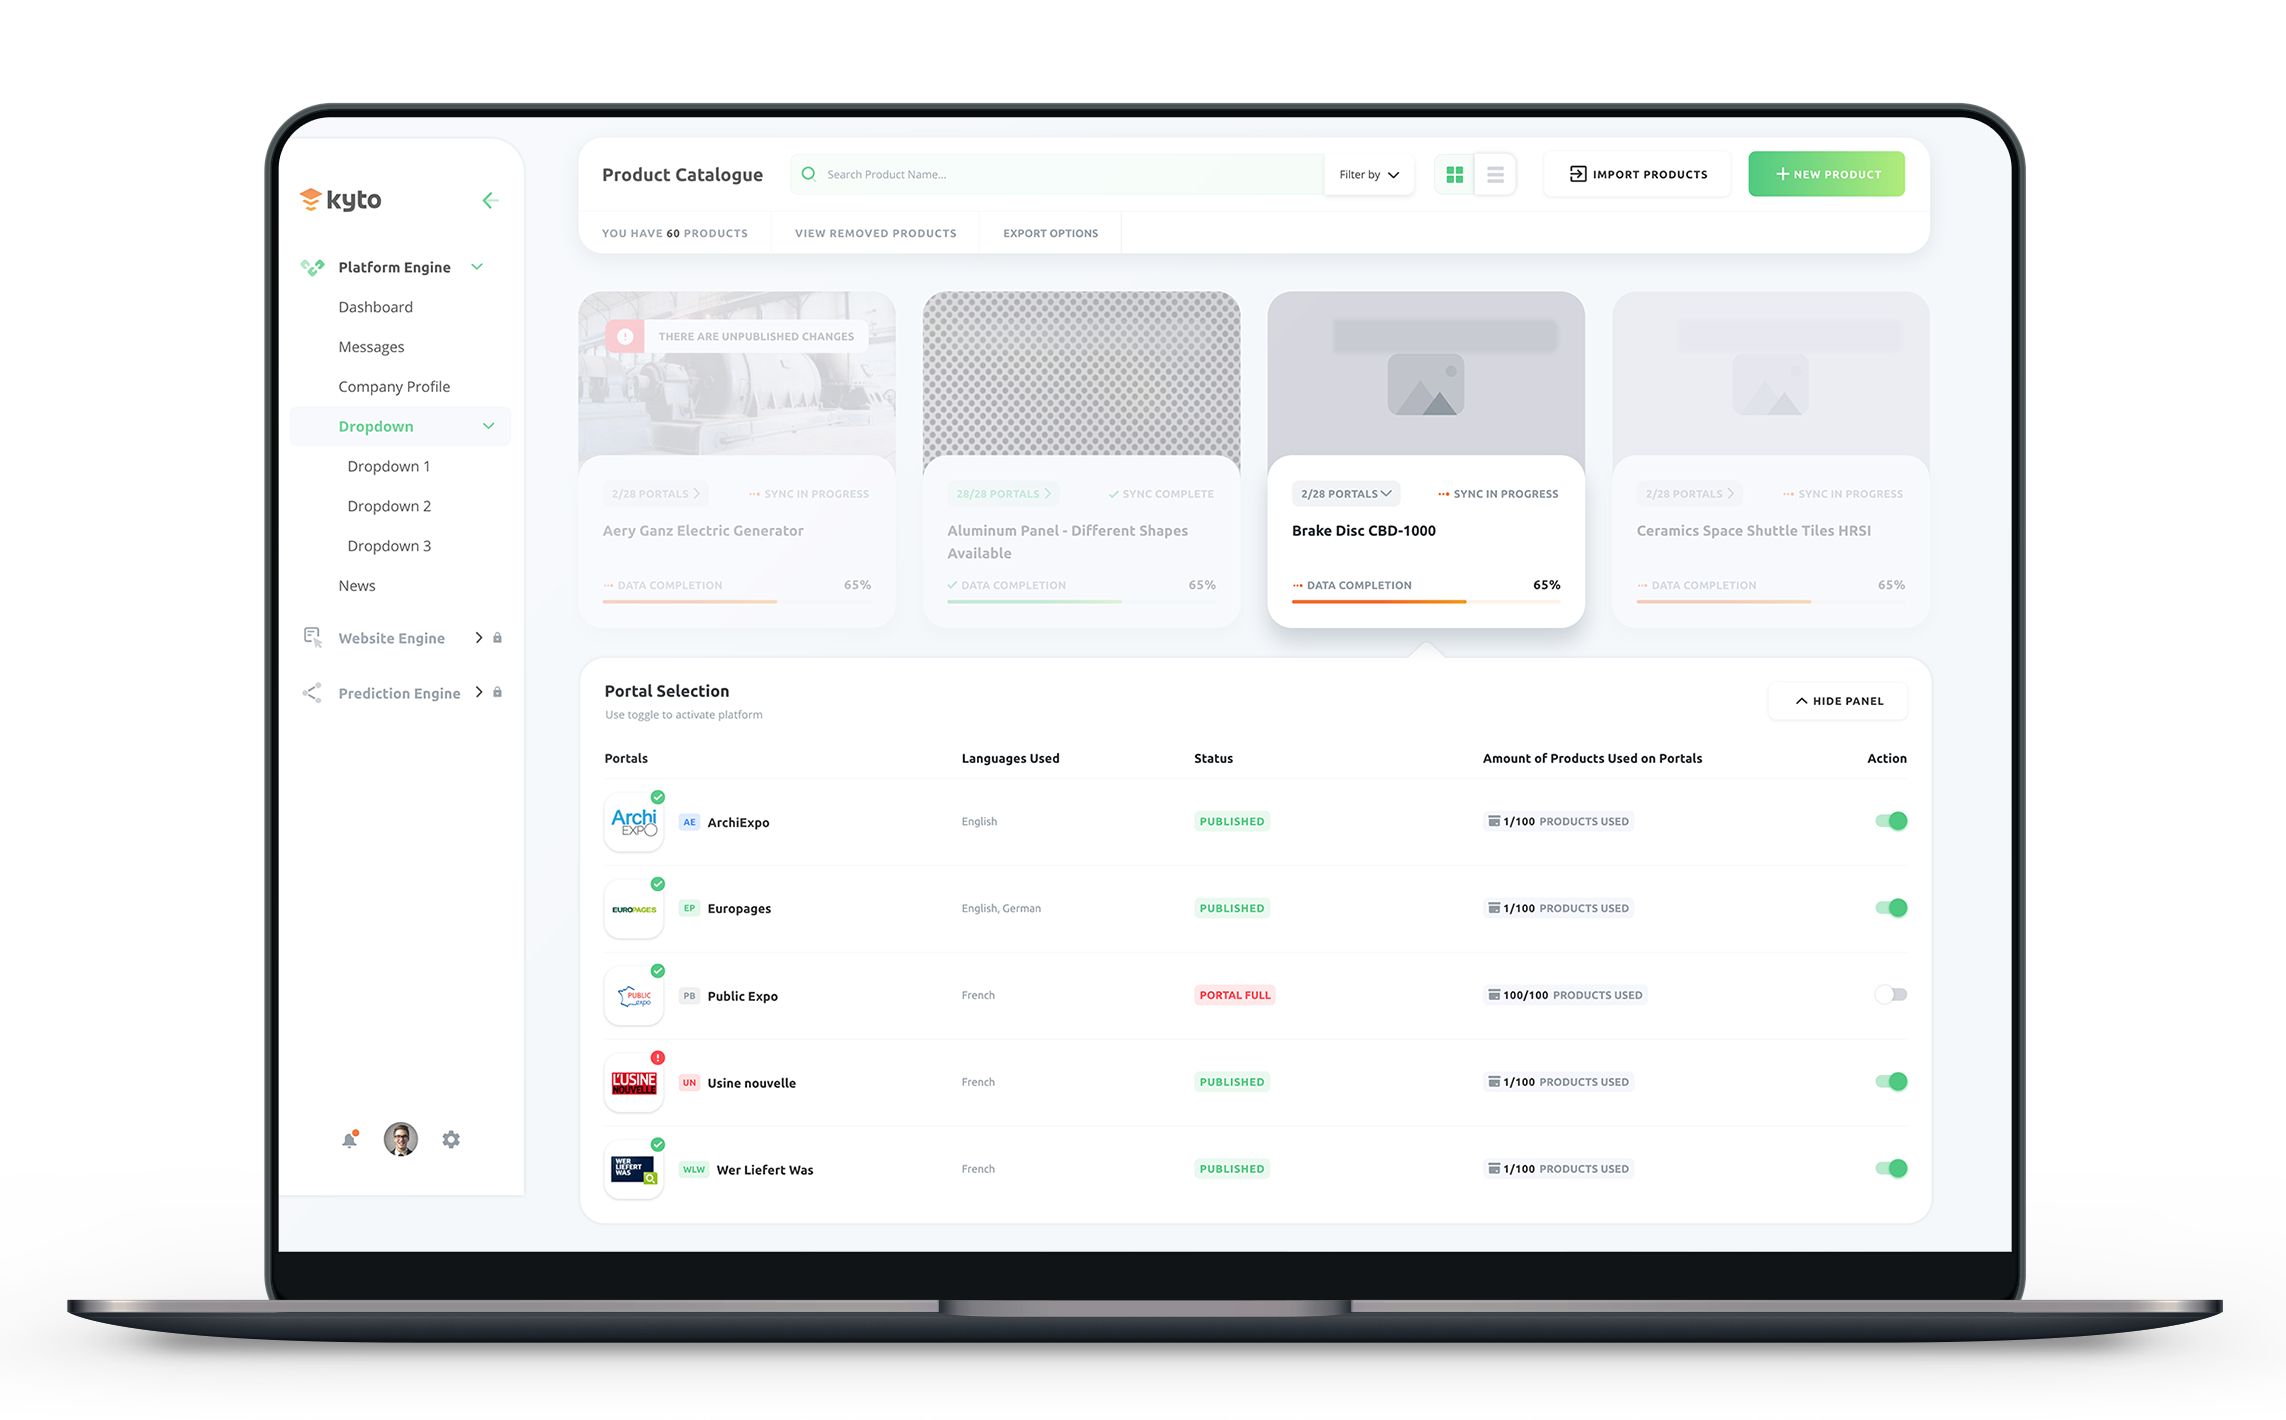 kyto
Platform Engine
Dashboard
Messages
Company Profile
Dropdown
Dropdown 1
Dropdown 2
Dropdown 3
News
Website Engine
Prediction Engine
Product Catalogue
Search Product Name...
Filter by
IMPORT PRODUCTS
+ NEW PRODUCT
YOU HAVE 60 PRODUCTS
VIEW REMOVED PRODUCTS
EXPORT OPTIONS
THERE ARE UNPUBLISHED CHANGES
2/28 PORTALS
SYNC IN PROGRESS
Aery Ganz Electric Generator
DATA COMPLETION
65%
28/28 PORTALS
SYNC COMPLETE
Aluminum Panel - Different Shapes
Available
DATA COMPLETION
65%
2/28 PORTALS
SYNC IN PROGRESS
Brake Disc CBD-1000
DATA COMPLETION
65%
2/28 PORTALS
SYNC IN PROGRESS
Ceramics Space Shuttle Tiles HRSI
DATA COMPLETION
65%
Portal Selection
Use toggle to activate platform
HIDE PANEL
Portals
Languages Used
Status
Amount of Products Used on Portals
Action
Archi
EXPO
AE
ArchiExpo
English
PUBLISHED
1/100 PRODUCTS USED
EUROPAGES
EP
Europages
English, German
PUBLISHED
1/100 PRODUCTS USED
PUBLIC
expo
PB
Public Expo
French
PORTAL FULL
100/100 PRODUCTS USED
L'USINE
NOUVELLE
UN
Usine nouvelle
French
PUBLISHED
1/100 PRODUCTS USED
WER
LIEFERT
WAS
WLW
Wer Liefert Was
French
PUBLISHED
1/100 PRODUCTS USED